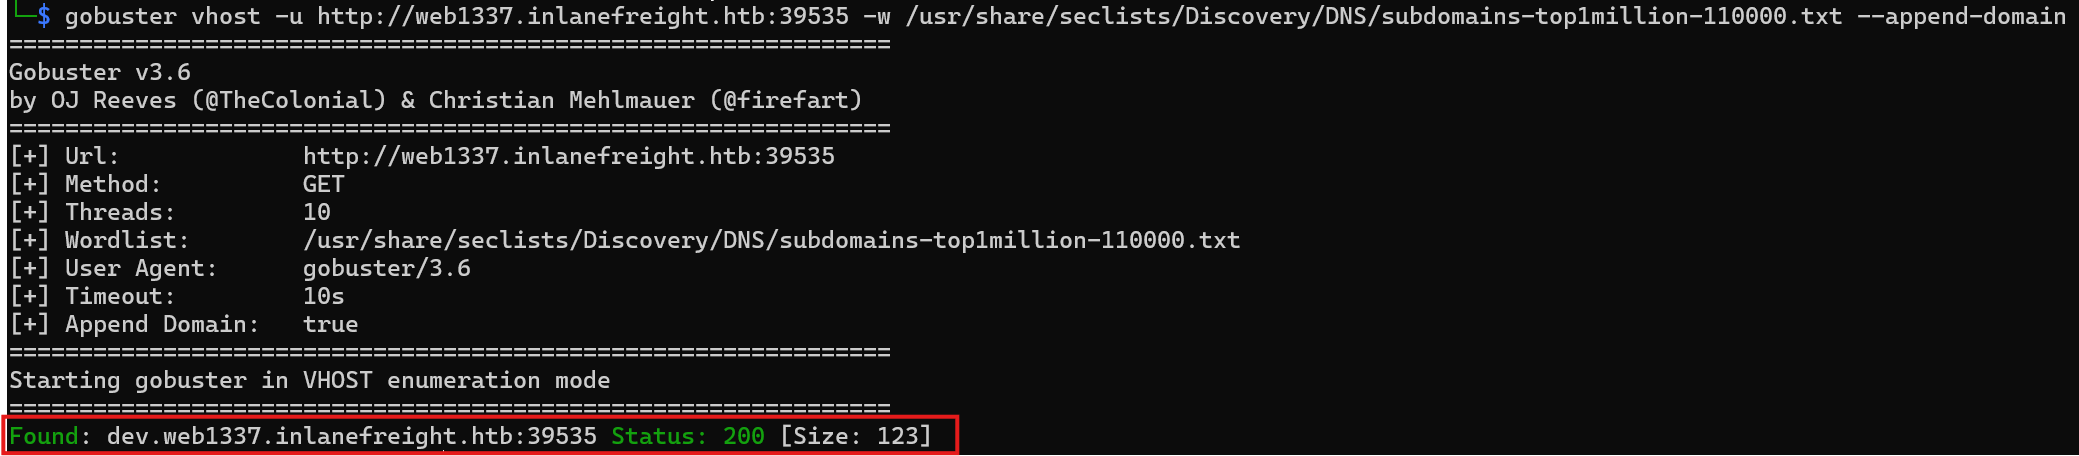 └─$ gobuster vhost -u http://web1337.inlanefreight.htb:39535 -w /usr/share/seclists/Discovery/DNS/subdomains-top1million-110000.txt --append-domain
===============================================================
Gobuster v3.6
by OJ Reeves (@TheColonial) & Christian Mehlmauer (@firefart)
===============================================================
[+] Url:             http://web1337.inlanefreight.htb:39535
[+] Method:          GET
[+] Threads:         10
[+] Wordlist:        /usr/share/seclists/Discovery/DNS/subdomains-top1million-110000.txt
[+] User Agent:      gobuster/3.6
[+] Timeout:         10s
[+] Append Domain:   true
===============================================================
Starting gobuster in VHOST enumeration mode
===============================================================
Found: dev.web1337.inlanefreight.htb:39535 Status: 200 [Size: 123]